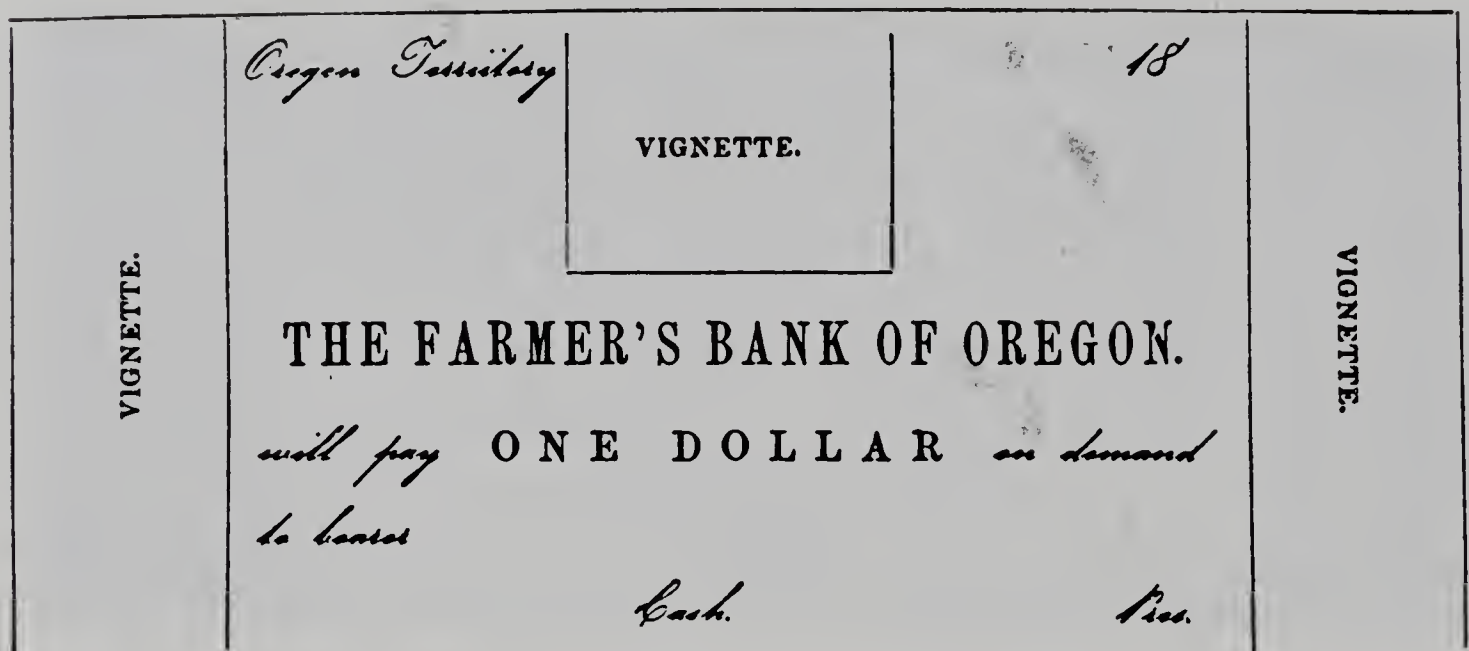 Oregon Territory 18
VIGNETTE.
VIGNETTE.
VIGNETTE.
THE FARMER'S BANK OF OREGON.
will pay ONE DOLLAR on demand
to bearer
Cash. Pres.